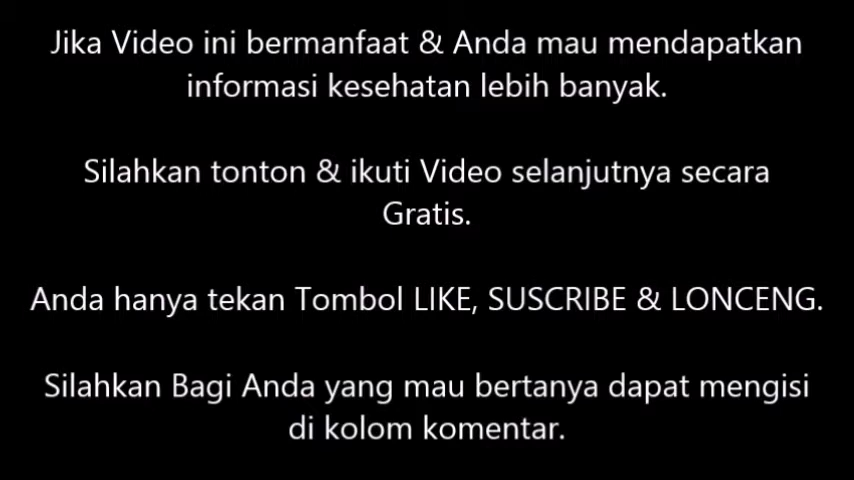 Jika Video ini bermanfaat & Anda mau mendapatkan
informasi kesehatan lebih banyak.
Silahkan tonton & ikuti Video selanjutnya secara
Gratis.
Anda hanya tekan Tombol LIKE, SUSCRIBE & LONCENG.
Silahkan Bagi Anda yang mau bertanya dapat mengisi
di kolom komentar.